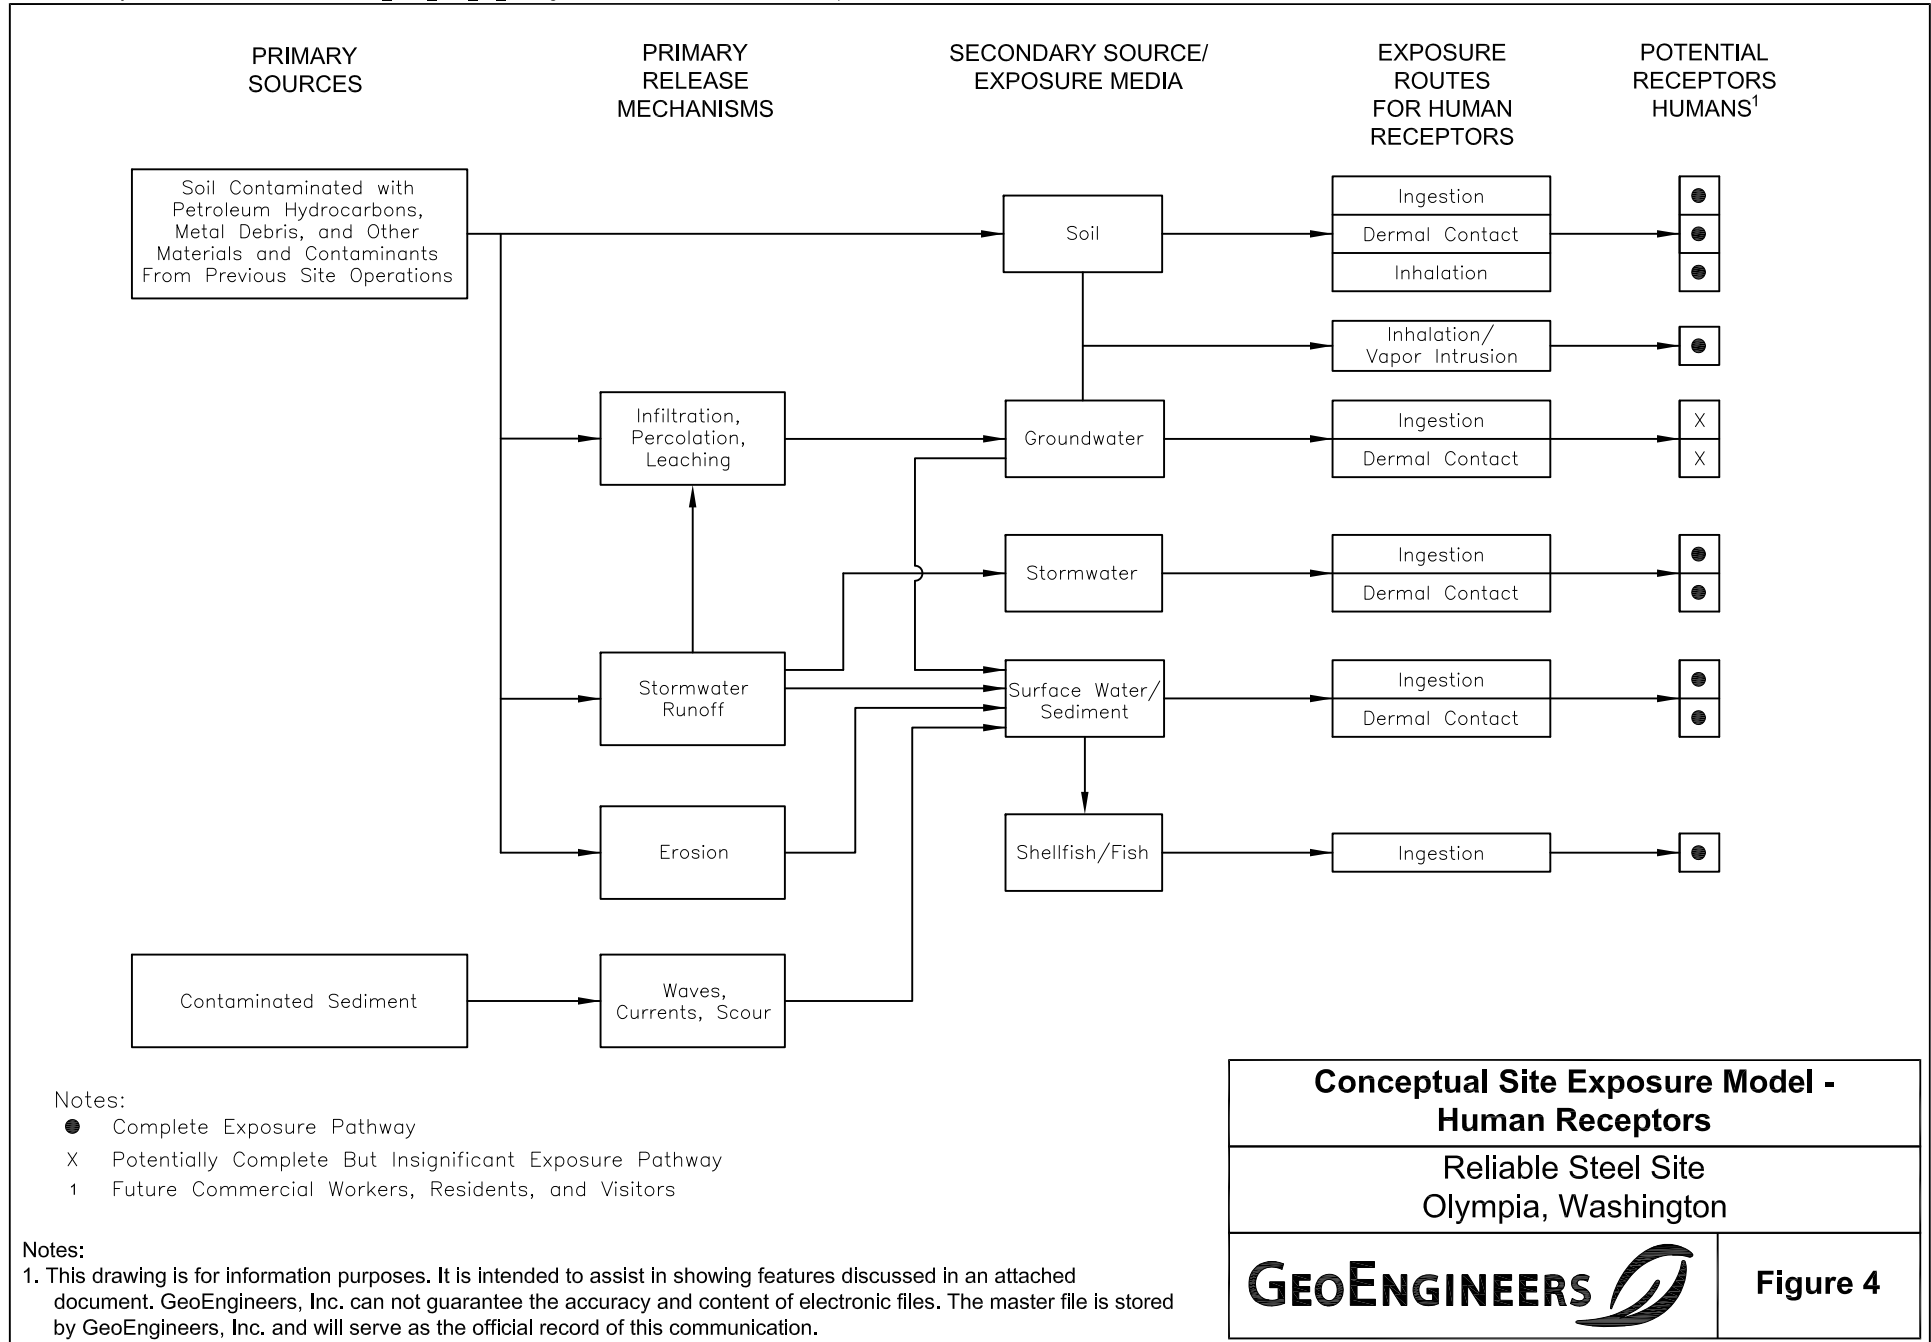 PRIMARY
SOURCES
PRIMARY
RELEASE
MECHANISMS
SECONDARY SOURCE/
EXPOSURE MEDIA
EXPOSURE
ROUTES
FOR HUMAN
RECEPTORS
POTENTIAL
RECEPTORS
HUMANS1
Soil Contaminated with
Petroleum Hydrocarbons,
Metal Debris, and Other
Materials and Contaminants
From Previous Site Operations
Soil
Ingestion
Dermal Contact
Inhalation
Inhalation/
Vapor Intrusion
Infiltration,
Percolation,
Leaching
Groundwater
Ingestion
X
Dermal Contact
X
Stormwater
Ingestion
Dermal Contact
Stormwater
Runoff
Surface Water/
Sediment
Ingestion
Dermal Contact
Erosion
Shellfish/Fish
Ingestion
Contaminated Sediment
Waves,
Currents, Scour
Notes:
● Complete Exposure Pathway
X Potentially Complete But Insignificant Exposure Pathway
1 Future Commercial Workers, Residents, and Visitors
Notes:
1. This drawing is for information purposes. It is intended to assist in showing features discussed in an attached
document. GeoEngineers, Inc. can not guarantee the accuracy and content of electronic files. The master file is stored
by GeoEngineers, Inc. and will serve as the official record of this communication.
Conceptual Site Exposure Model -
Human Receptors
Reliable Steel Site
Olympia, Washington
GEOENGINEERS
Figure 4